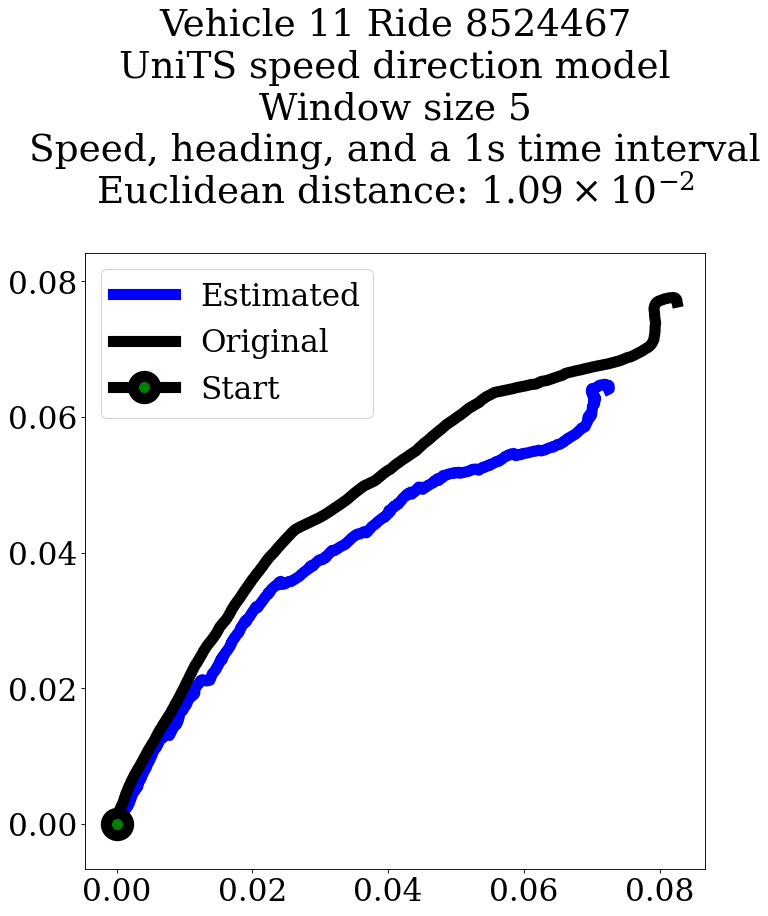 Vehicle 11 Ride 8524467
UniTS speed direction model
Window size 5
Speed, heading, and a 1s time interval
Euclidean distance: 1.09 × 10⁻²
Estimated
Original
Start
0.08
0.06
0.04
0.02
0.00
0.00 0.02 0.04 0.06 0.08